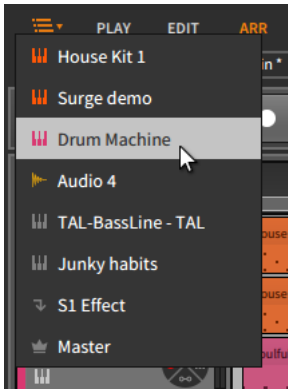 PLAY EDIT ARR
in *
House Kit 1
Surge demo
Drum Machine
Audio 4
TAL-BassLine - TAL
Junky habits
S1 Effect
Master